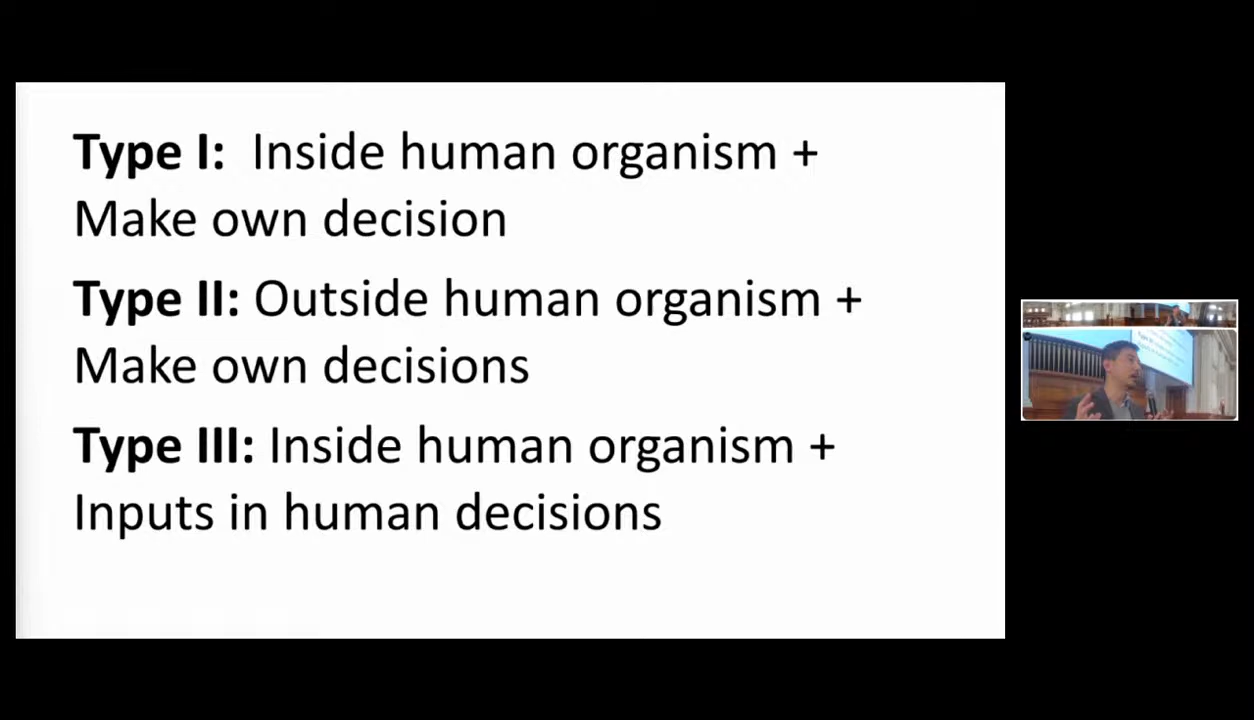 Type I:  Inside human organism +
Make own decision
Type II: Outside human organism +
Make own decisions
Type III: Inside human organism +
Inputs in human decisions